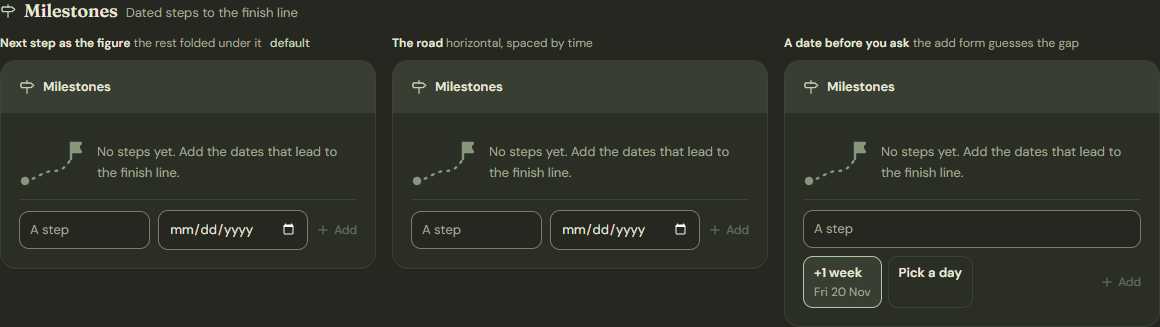 Milestones Dated steps to the finish line
Next step as the figure the rest folded under it default
Milestones
No steps yet. Add the dates that lead to
the finish line.
A step
mm/dd/yyyy
+ Add
The road horizontal, spaced by time
Milestones
No steps yet. Add the dates that lead to
the finish line.
A step
mm/dd/yyyy
+ Add
A date before you ask the add form guesses the gap
Milestones
No steps yet. Add the dates that lead to
the finish line.
A step
+1 week
Fri 20 Nov
Pick a day
+ Add